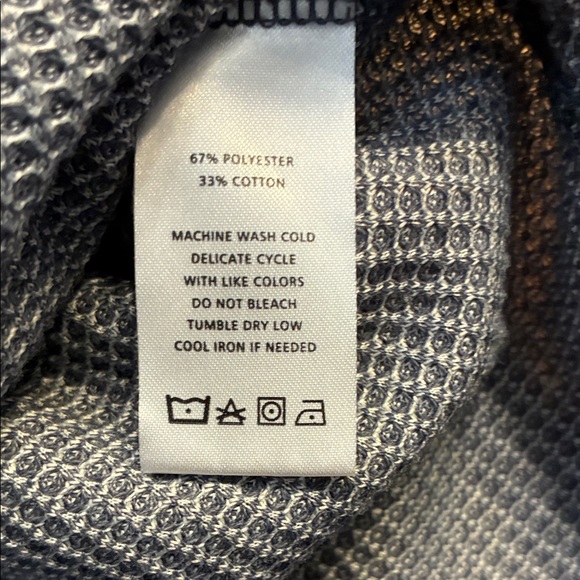 67% POLYESTER
33% COTTON
MACHINE WASH COLD
DELICATE CYCLE
WITH LIKE COLORS
DO NOT BLEACH
TUMBLE DRY LOW
COOL IRON IF NEEDED